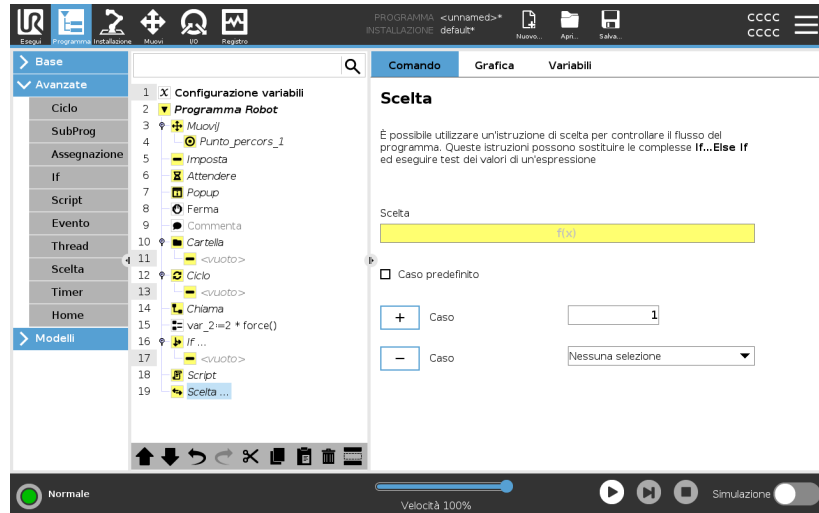 UR
Esegui
Programma
Installazione
Muovi
I/O
Registro
PROGRAMMA <unnamed>*
INSTALLAZIONE default*
Nuovo...
Apri...
Salva...
cccc
cccc
Base
Avanzate
Ciclo
SubProg
Assegnazione
If
Script
Evento
Thread
Scelta
Timer
Home
Modelli
1 x Configurazione variabili
2 Programma Robot
3 MuoviJ
4 Punto_percors_1
5 Imposta
6 Attendere
7 Popup
8 Ferma
9 Commenta
10 Cartella
11 <vuoto>
12 Ciclo
13 <vuoto>
14 Chiama
15 var_2:=2 * force()
16 If ...
17 <vuoto>
18 Script
19 Scelta ...
Comando Grafica Variabili
Scelta
È possibile utilizzare un'istruzione di scelta per controllare il flusso del
programma. Queste istruzioni possono sostituire le complesse If...Else If
ed eseguire test dei valori di un'espressione
Scelta
f(x)
Caso predefinito
+ Caso 1
− Caso Nessuna selezione
Normale
Velocità 100%
Simulazione